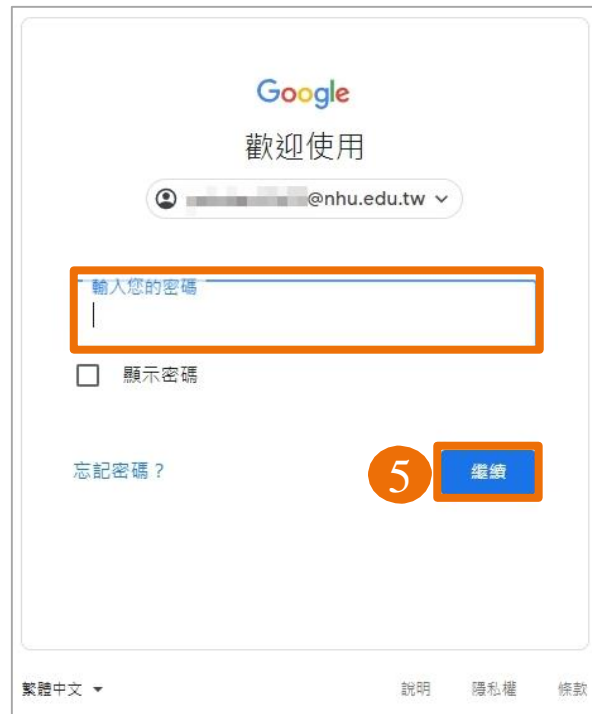 Google
歡迎使用
@nhu.edu.tw
輸入您的密碼
顯示密碼
忘記密碼？
5
繼續
繁體中文
說明 隱私權 條款